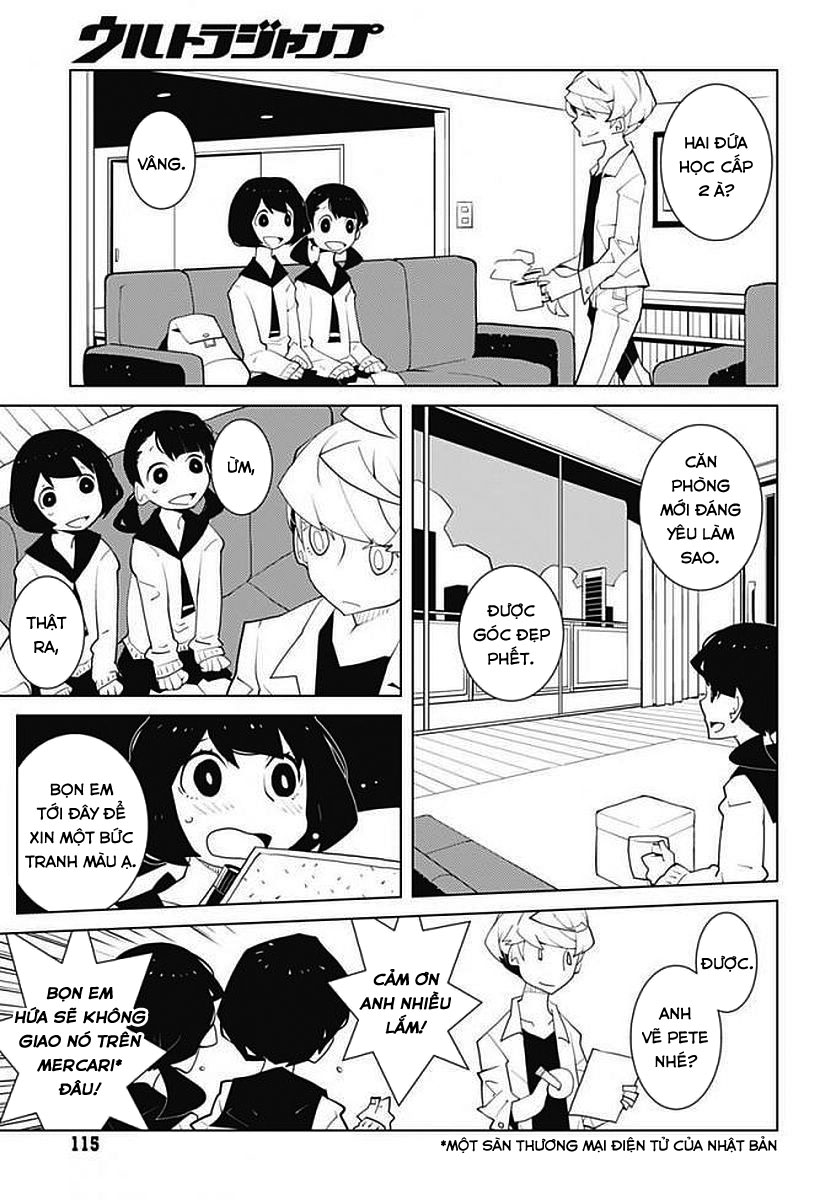 ウルトラジャンプ
HAI ĐỨA
HỌC CẤP
2 À?
VÂNG.
CĂN
PHÒNG
MỚI ĐÁNG
YÊU LÀM
SAO.
ĐƯỢC
GÓC ĐẸP
PHẾT.
ỪM,
THẬT
RA,
BỌN EM
TỚI ĐÂY ĐỂ
XIN MỘT BỨC
TRANH MÀU Ạ.
ĐƯỢC.
ANH
VẼ PETE
NHÉ?
CẢM ƠN
ANH NHIỀU
LẮM!
BỌN EM
HỨA SẼ KHÔNG
GIAO NÓ TRÊN
MERCARI*
ĐÂU!
115
*MỘT SÀN THƯƠNG MẠI ĐIỆN TỬ CỦA NHẬT BẢN